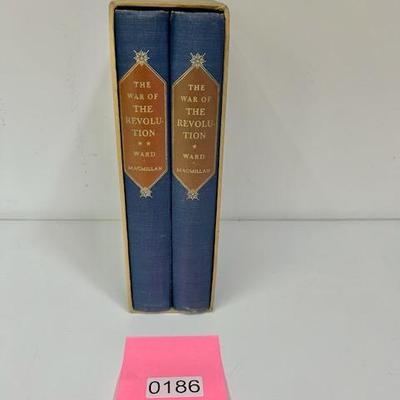 THE
WAR OF
THE
REVOLU-
TION
**
WARD
MACMILLAN
THE
WAR OF
THE
REVOLU-
TION
*
WARD
MACMILLAN
0186